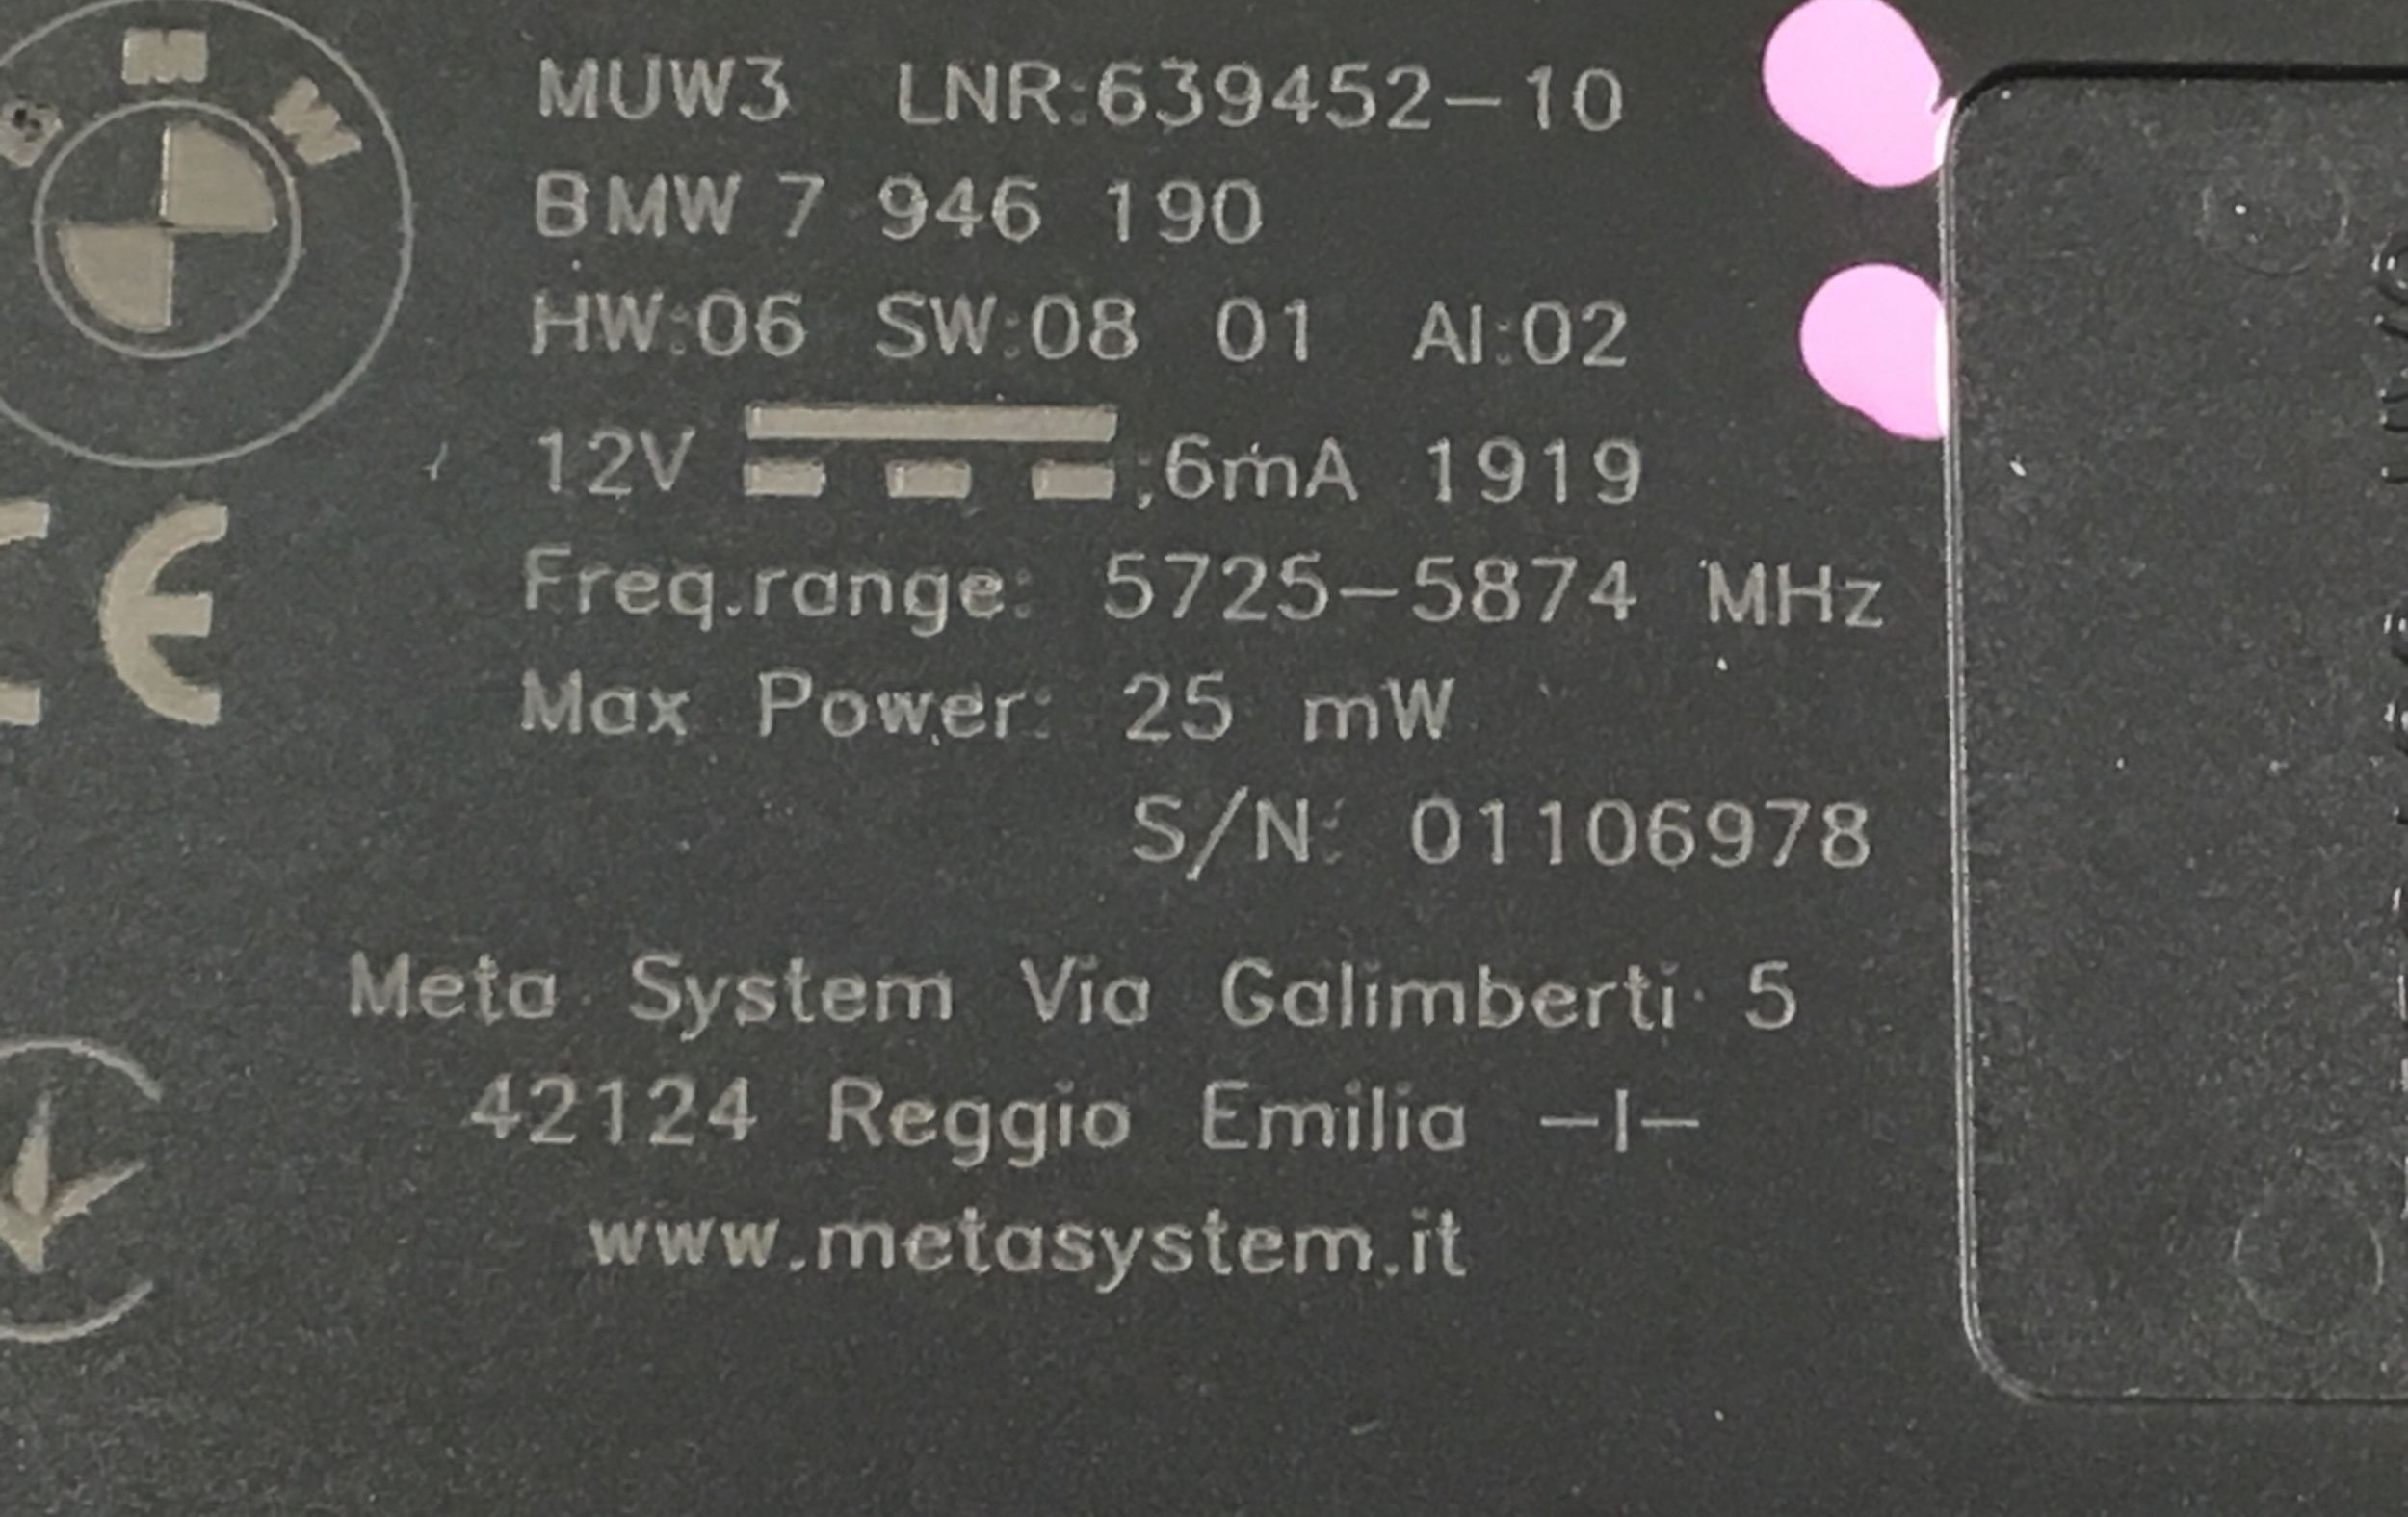 BMW
MUW3 LNR:639452-10
BMW 7 946 190
HW:06 SW:08 01 AI:02
12V ;6mA 1919
Freq.range: 5725-5874 MHz
Max Power: 25 mW
S/N: 01106978
CE
Meta System Via Galimberti 5
42124 Reggio Emilia -I-
www.metasystem.it